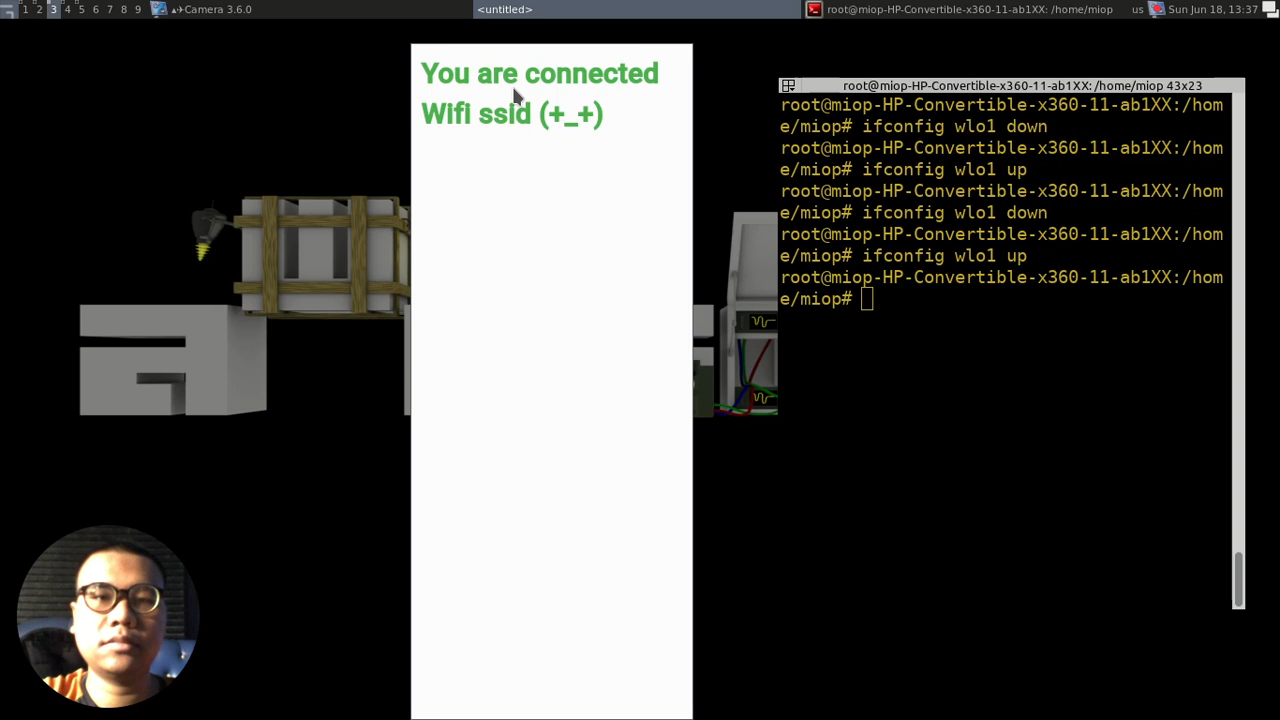 1 2 3 4 5 6 7 8 9
Camera 3.6.0
<untitled>
root@miop-HP-Convertible-x360-11-ab1XX: /home/miop
us
Sun Jun 18, 13:37
You are connected
Wifi ssid (+_+)
root@miop-HP-Convertible-x360-11-ab1XX: /home/miop 43x23
root@miop-HP-Convertible-x360-11-ab1XX:/hom
e/miop# ifconfig wlo1 down
root@miop-HP-Convertible-x360-11-ab1XX:/hom
e/miop# ifconfig wlo1 up
root@miop-HP-Convertible-x360-11-ab1XX:/hom
e/miop# ifconfig wlo1 down
root@miop-HP-Convertible-x360-11-ab1XX:/hom
e/miop# ifconfig wlo1 up
root@miop-HP-Convertible-x360-11-ab1XX:/hom
e/miop#